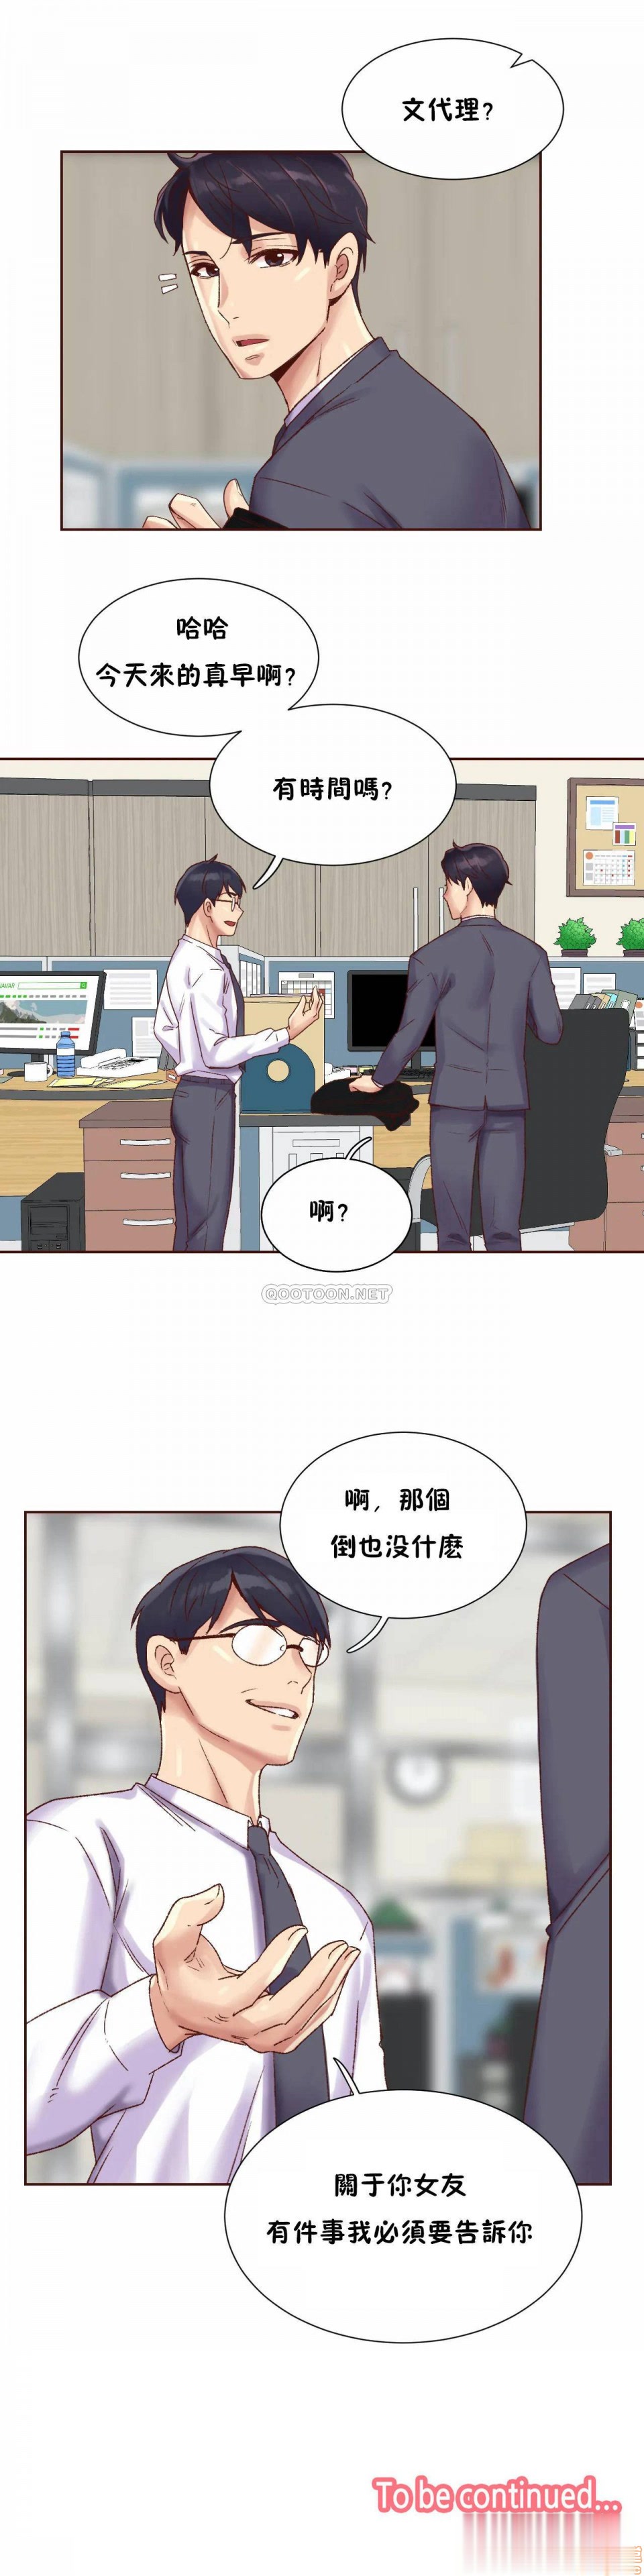 文代理?
哈哈
今天來的真早啊?
有時間嗎?
NAVAR
啊?
QOOTOON.NET
啊, 那個
倒也没什麽
關于你女友
有件事我必須要告訴你
To be continued...